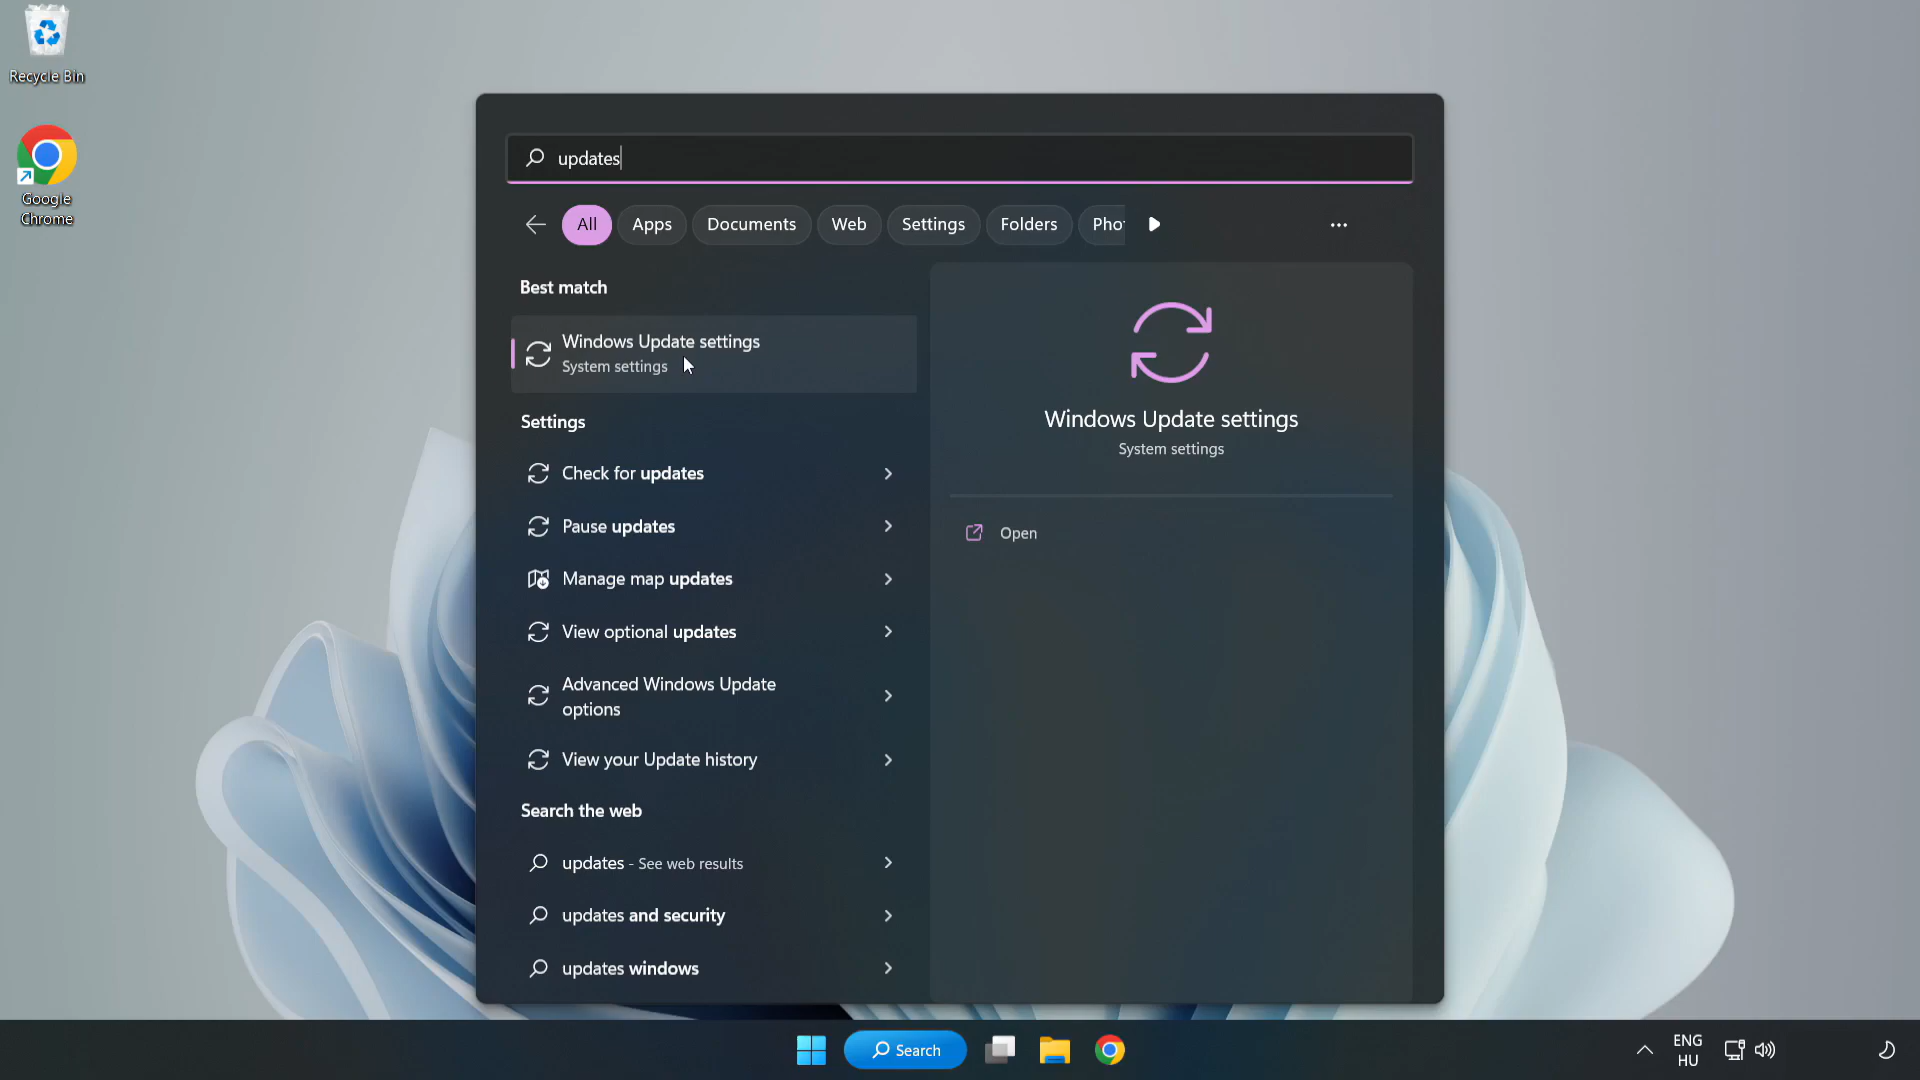 Recycle Bin
Google
Chrome
updates
All
Apps
Documents
Web
Settings
Folders
Phot
Best match
Windows Update settings
System settings
Settings
Check for updates
Pause updates
Manage map updates
View optional updates
Advanced Windows Update
options
View your Update history
Search the web
updates - See web results
updates and security
updates windows
Windows Update settings
System settings
Open
Search
ENG
HU